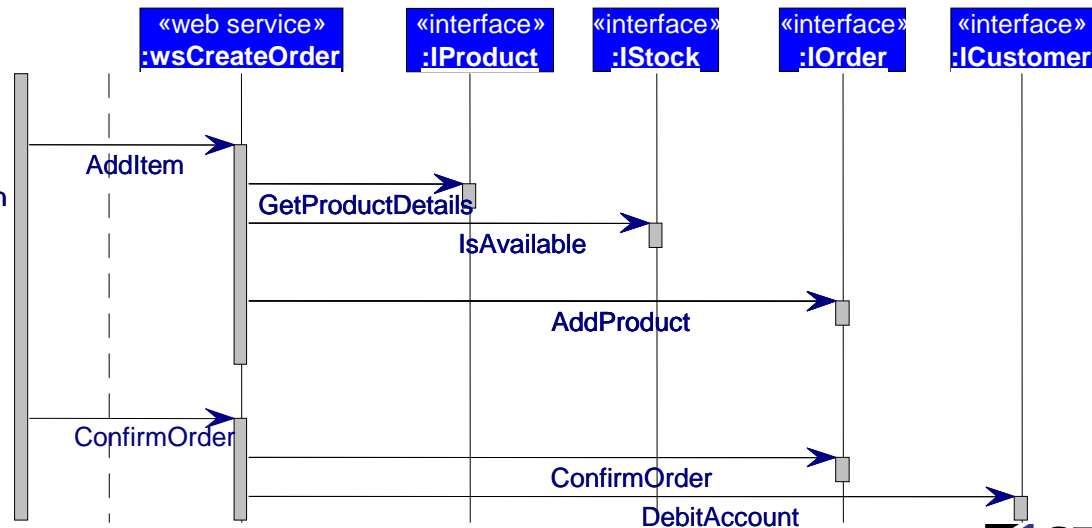 «web service»
:wsCreateOrder
«interface»
:IProduct
«interface»
:IStock
«interface»
:IOrder
«interface»
:ICustomer
AddItem
GetProductDetails
IsAvailable
AddProduct
ConfirmOrder
ConfirmOrder
DebitAccount